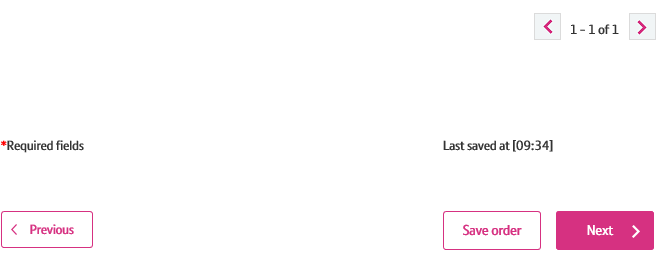 1 - 1 of 1
*Required fields
Last saved at [09:34]
Previous
Save order
Next